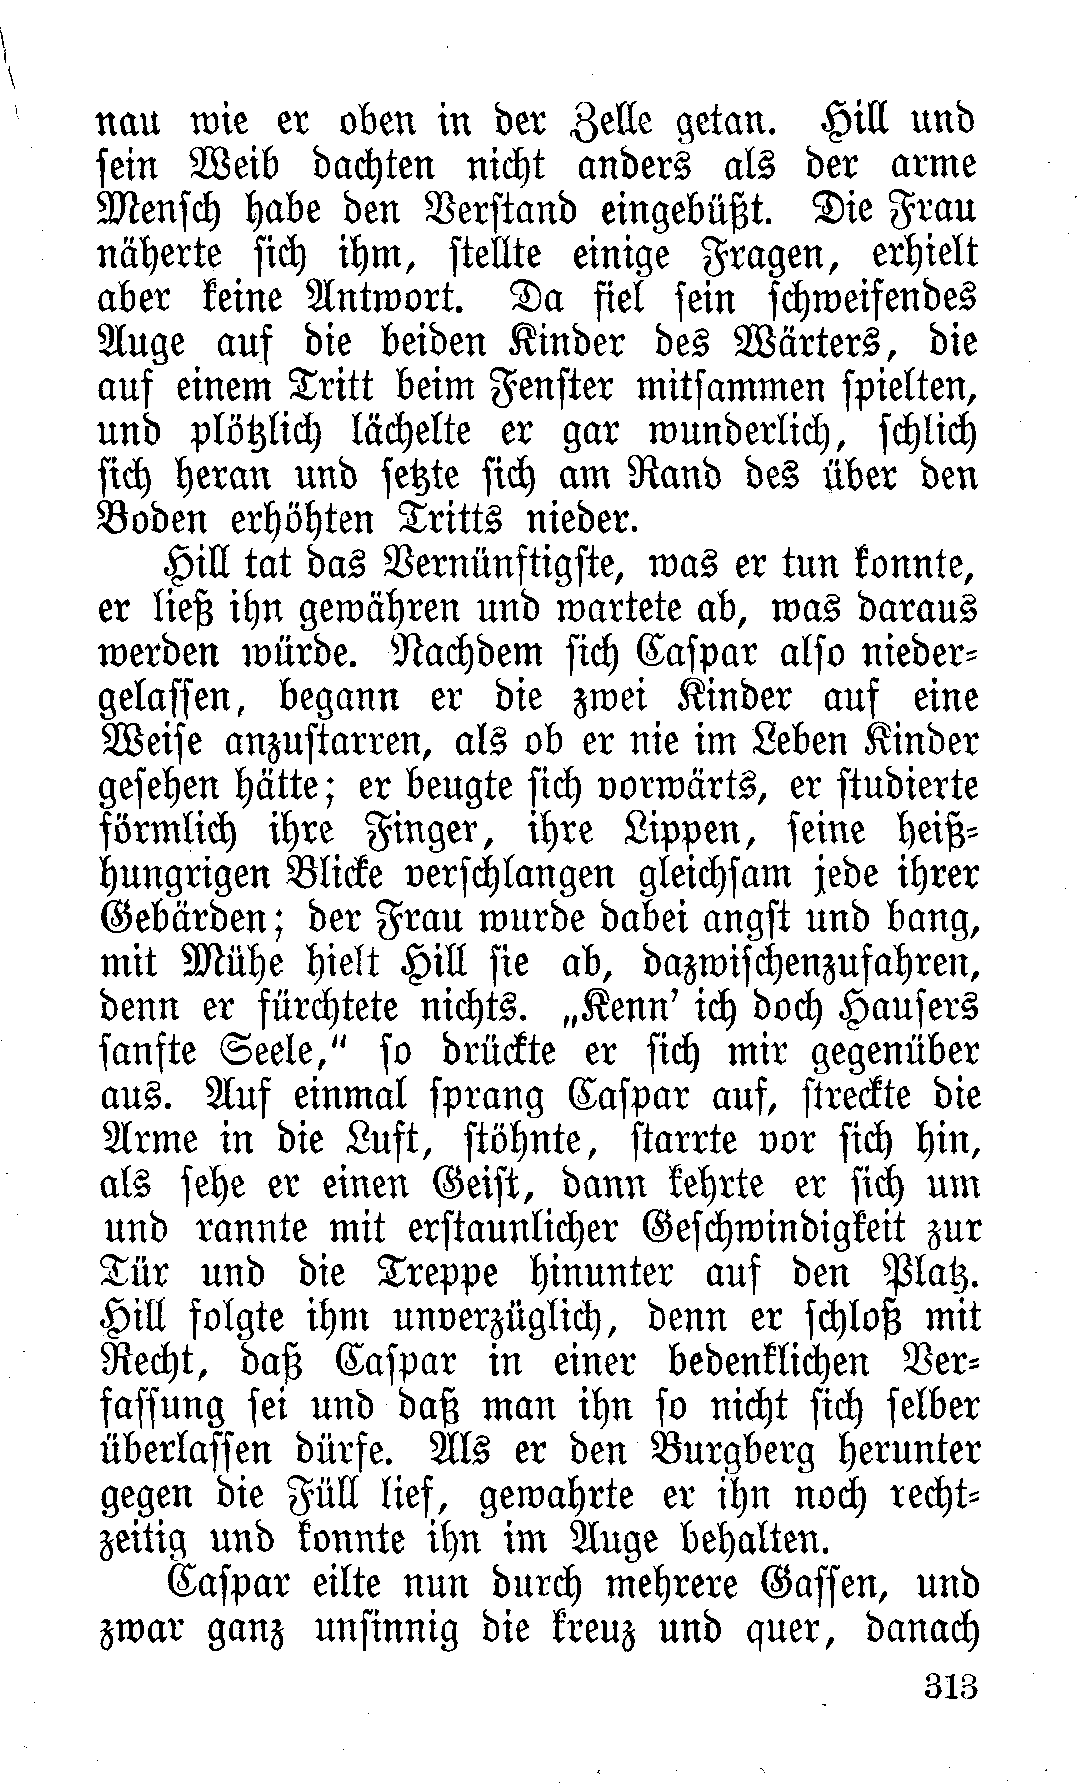 nau wie er oben in der Zelle getan. Hill und
sein Weib dachten nicht anders als der arme
Mensch habe den Verstand eingebüßt. Die Frau
näherte sich ihm, stellte einige Fragen, erhielt
aber keine Antwort. Da fiel sein schweifendes
Auge auf die beiden Kinder des Wärters, die
auf einem Tritt beim Fenster mitsammen spielten,
und plötzlich lächelte er gar wunderlich, schlich
sich heran und setzte sich am Rand des über den
Boden erhöhten Tritts nieder.
Hill tat das Vernünftigste, was er tun konnte,
er ließ ihn gewähren und wartete ab, was daraus
werden würde. Nachdem sich Caspar also nieder-
gelassen, begann er die zwei Kinder auf eine
Weise anzustarren, als ob er nie im Leben Kinder
gesehen hätte; er beugte sich vorwärts, er studierte
förmlich ihre Finger, ihre Lippen, seine heiß-
hungrigen Blicke verschlangen gleichsam jede ihrer
Gebärden; der Frau wurde dabei angst und bang,
mit Mühe hielt Hill sie ab, dazwischenzufahren,
denn er fürchtete nichts. „Kenn’ ich doch Hausers
sanfte Seele,“ so drückte er sich mir gegenüber
aus. Auf einmal sprang Caspar auf, streckte die
Arme in die Luft, stöhnte, starrte vor sich hin,
als sehe er einen Geist, dann kehrte er sich um
und rannte mit erstaunlicher Geschwindigkeit zur
Tür und die Treppe hinunter auf den Platz.
Hill folgte ihm unverzüglich, denn er schloß mit
Recht, daß Caspar in einer bedenklichen Ver-
fassung sei und daß man ihn so nicht sich selber
überlassen dürfe. Als er den Burgberg herunter
gegen die Füll lief, gewahrte er ihn noch recht-
zeitig und konnte ihn im Auge behalten.
Caspar eilte nun durch mehrere Gassen, und
zwar ganz unsinnig die kreuz und quer, danach
313